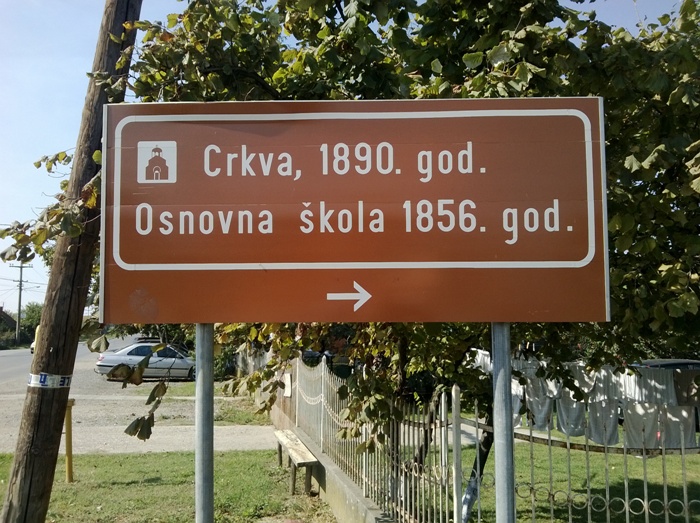 Crkva, 1890. god.
Osnovna škola 1856. god.